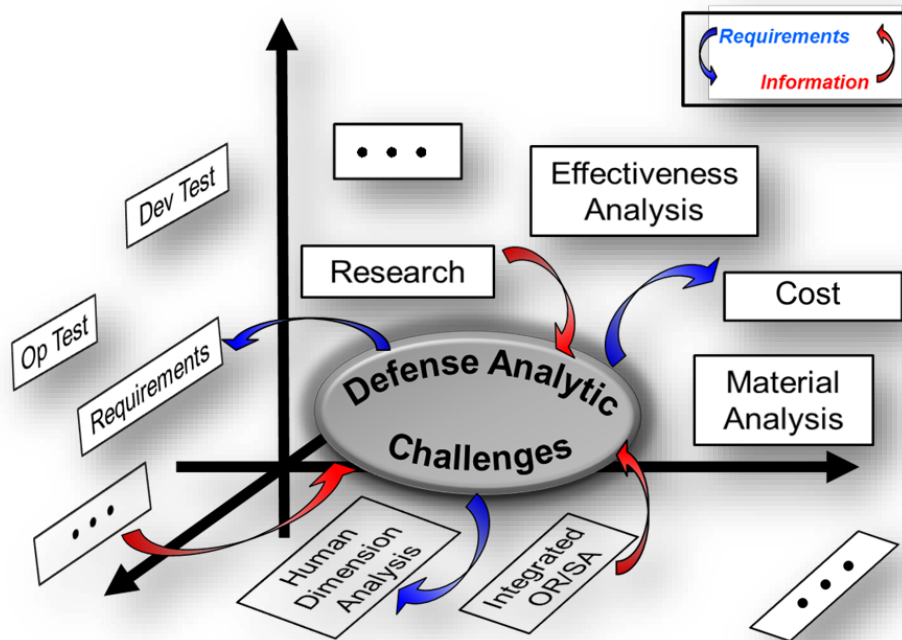 Requirements
Information
• • •
Effectiveness
Analysis
Dev Test
Research
Cost
Op Test
Requirements
Defense Analytic
Challenges
Material
Analysis
• • •
Human
Dimension
Analysis
Integrated
OR/SA
• • •